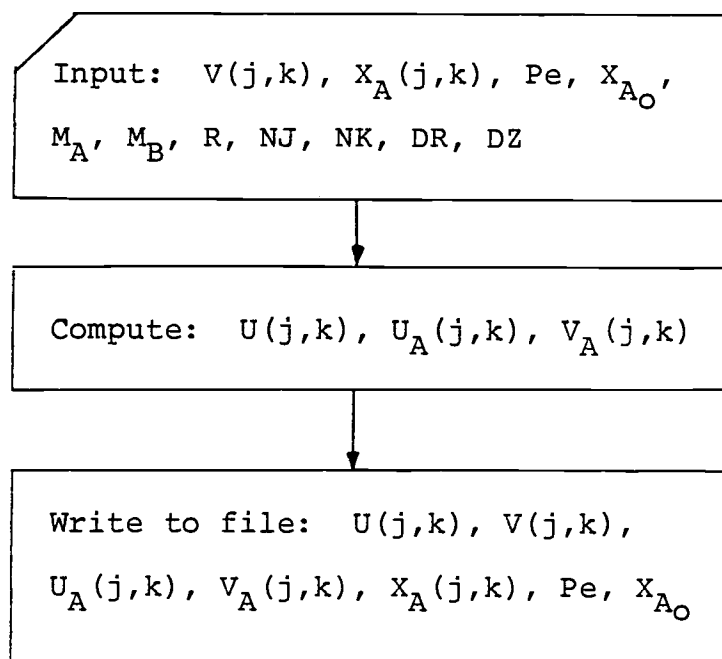 Input: V(j,k), X_A(j,k), Pe, X_A_O,
M_A, M_B, R, NJ, NK, DR, DZ
Compute: U(j,k), U_A(j,k), V_A(j,k)
Write to file: U(j,k), V(j,k),
U_A(j,k), V_A(j,k), X_A(j,k), Pe, X_A_O